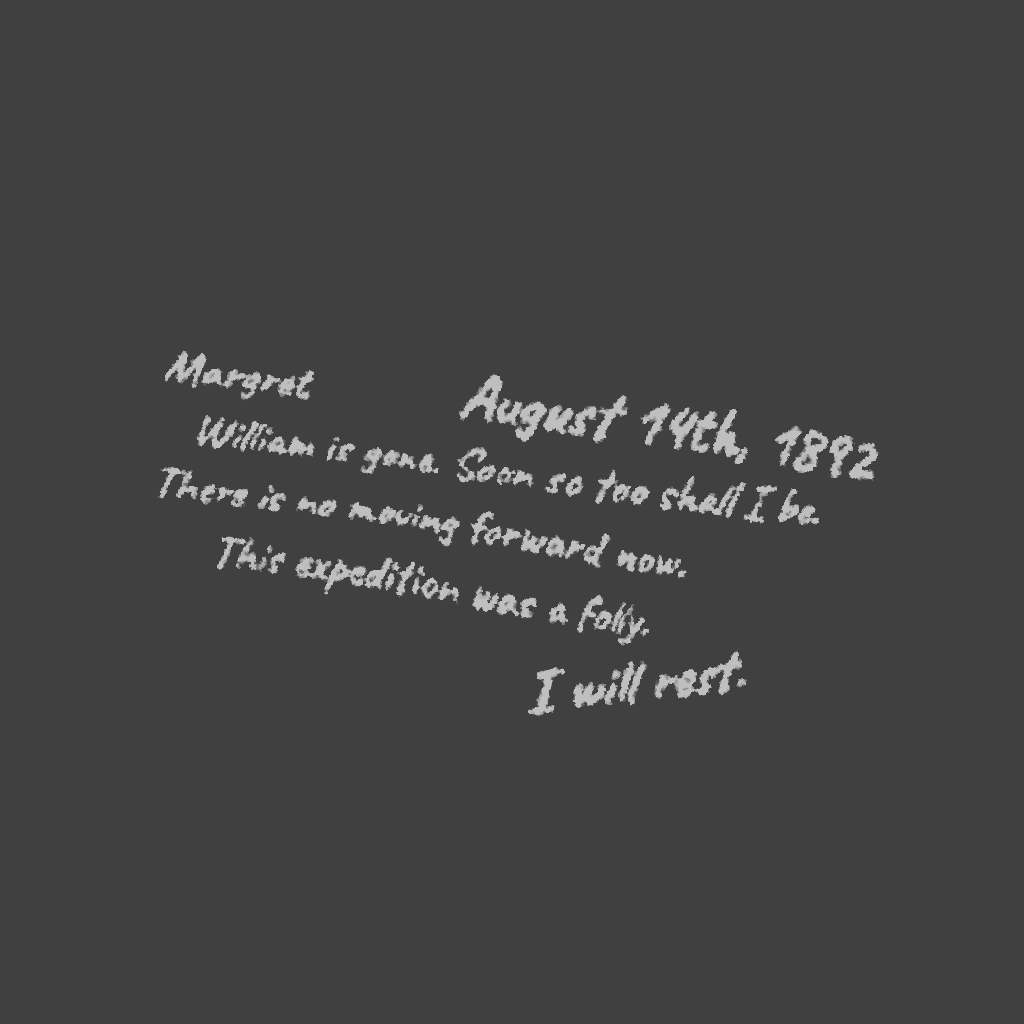 Margret
August 14th, 1892
William is gone. Soon so too shall I be.
There is no moving forward now.
This expedition was a folly.
I will rest.